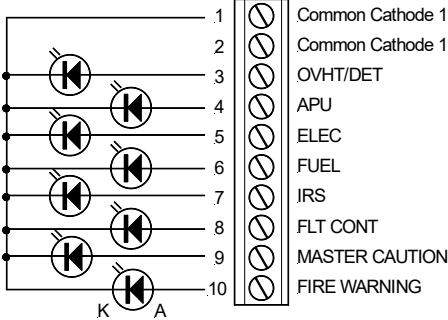 1 Common Cathode 1
2 Common Cathode 1
3 OVHT/DET
4 APU
5 ELEC
6 FUEL
7 IRS
8 FLT CONT
9 MASTER CAUTION
10 FIRE WARNING
K A